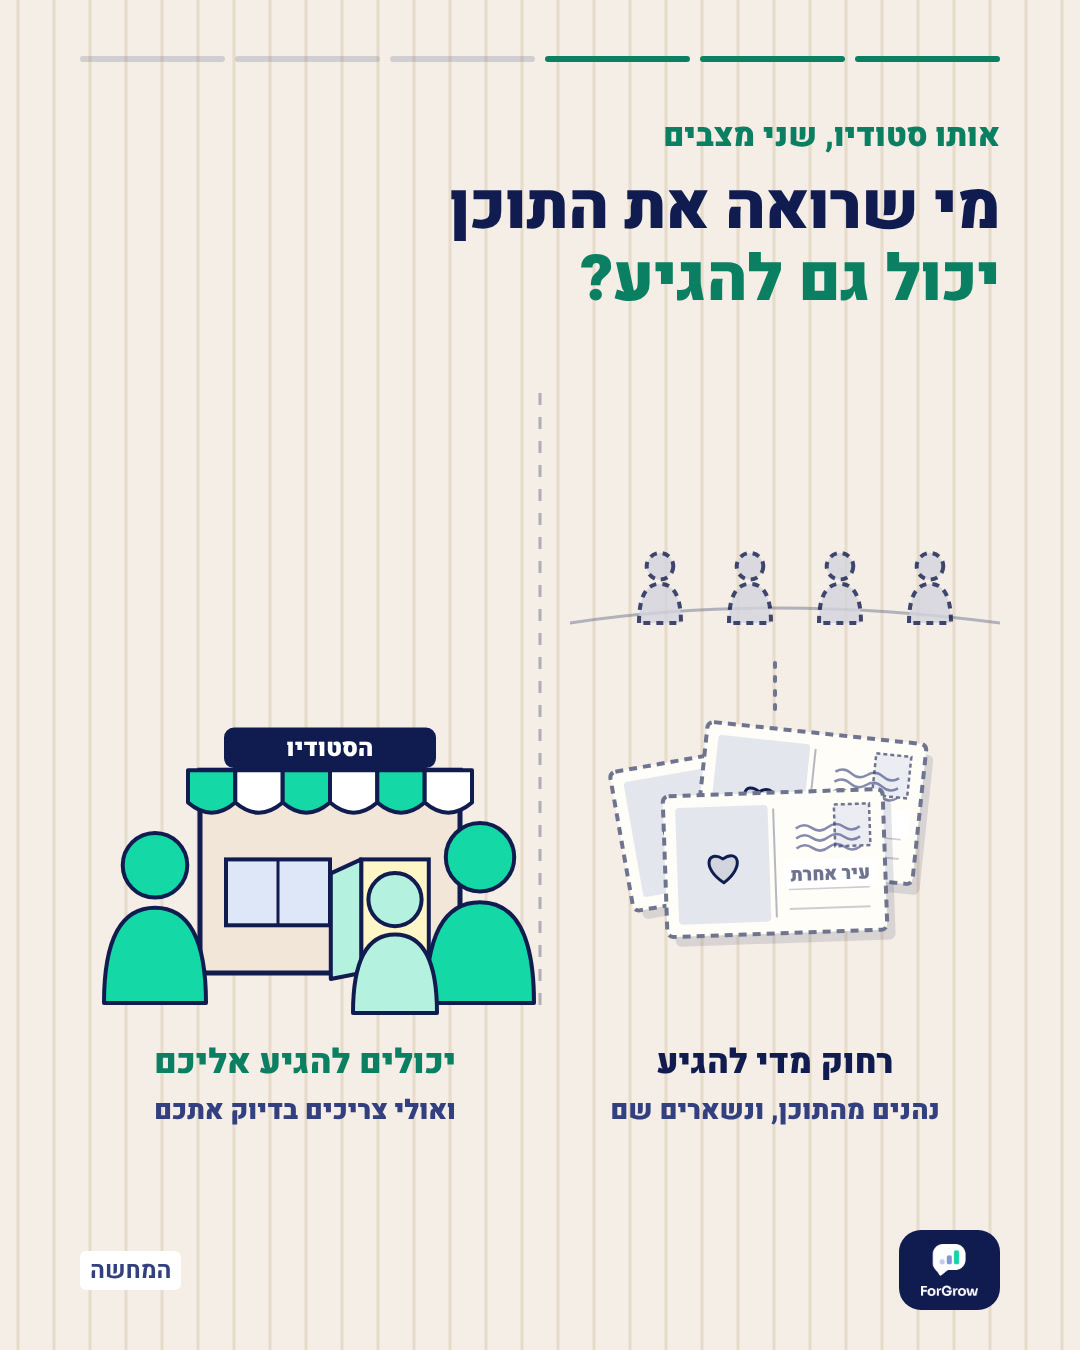 אותו סטודיו, שני מצבים
מי שרואה את התוכן
יכול גם להגיע?
עיר אחרת
רחוק מדי להגיע
נהנים מהתוכן, ונשארים שם
הסטודיו
יכולים להגיע אליכם
ואולי צריכים בדיוק אתכם
ForGrow
המחשה